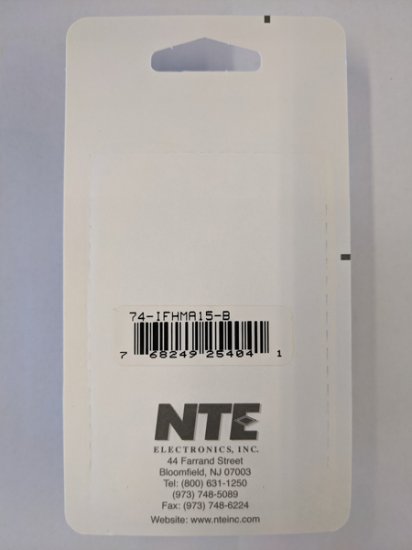 74-IFHMA15-B
7 68249 25404 1
NTE
ELECTRONICS, INC.
44 Farrand Street
Bloomfield, NJ 07003
Tel: (800) 631-1250
(973) 748-5089
Fax: (973) 748-6224
Website: www.nteinc.com